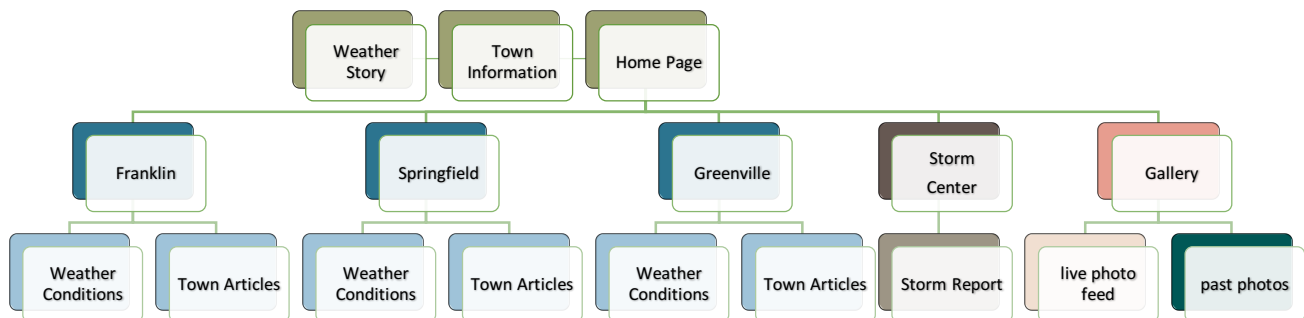 Weather
Story
Town
Information
Home Page
Franklin
Springfield
Greenville
Storm
Center
Gallery
Weather
Conditions
Town Articles
Weather
Conditions
Town Articles
Weather
Conditions
Town Articles
Storm Report
live photo
feed
past photos